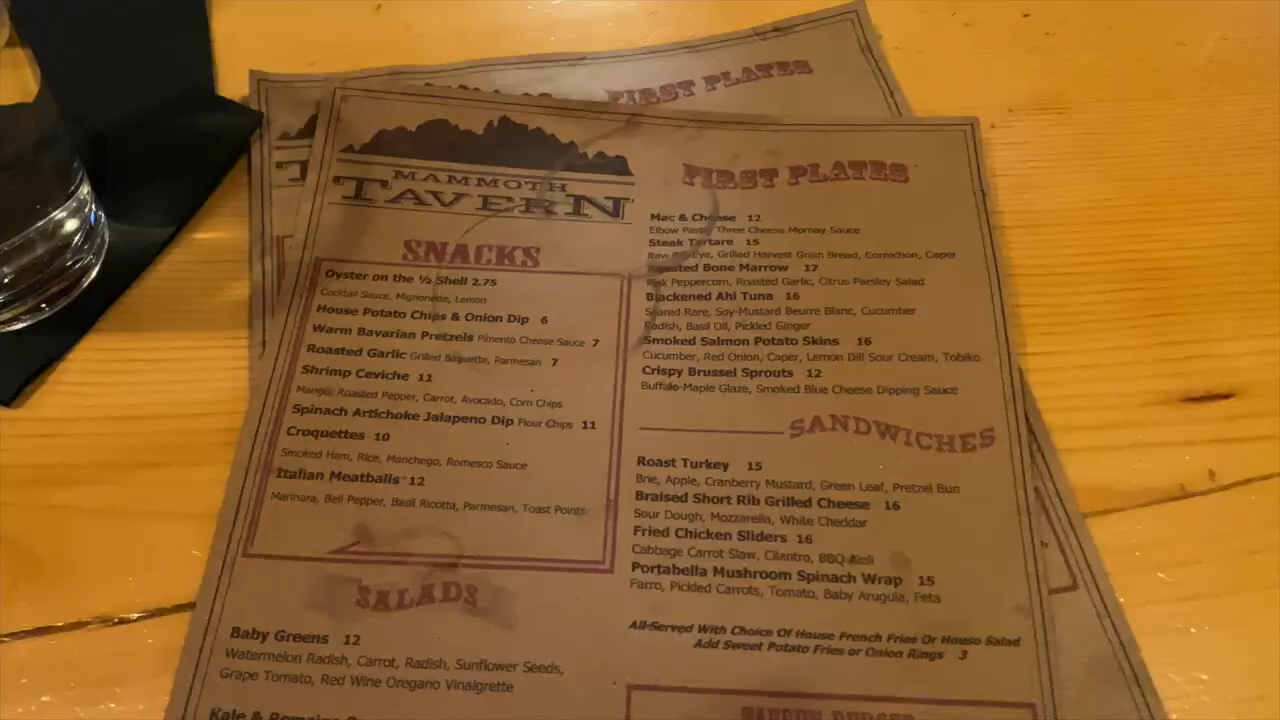 FIRST PLATES
MAMMOTH
TAVERN
SNACKS
Oyster on the ½ Shell 2.75
Cocktail Sauce, Mignonette, Lemon
House Potato Chips & Onion Dip 6
Warm Bavarian Pretzels Pimento Cheese Sauce 7
Roasted Garlic Grilled Baguette, Parmesan 7
Shrimp Ceviche 11
Mango, Roasted Pepper, Carrot, Avocado, Corn Chips
Spinach Artichoke Jalapeno Dip Flour Chips 11
Croquettes 10
Smoked Ham, Rice, Manchego, Romesco Sauce
Italian Meatballs 12
Marinara, Bell Pepper, Basil Ricotta, Parmesan, Toast Points
SALADS
Baby Greens 12
Watermelon Radish, Carrot, Radish, Sunflower Seeds,
Grape Tomato, Red Wine Oregano Vinaigrette
Kale & Romaine
FIRST PLATES
Mac & Cheese 12
Elbow Pasta, Three Cheese Mornay Sauce
Steak Tartare 15
Raw Rib-Eye, Grilled Harvest Grain Bread, Cornichon, Caper
Roasted Bone Marrow 17
Pink Peppercorn, Roasted Garlic, Citrus Parsley Salad
Blackened Ahi Tuna 16
Seared Rare, Soy-Mustard Beurre Blanc, Cucumber
Radish, Basil Oil, Pickled Ginger
Smoked Salmon Potato Skins 16
Cucumber, Red Onion, Caper, Lemon Dill Sour Cream, Tobiko
Crispy Brussel Sprouts 12
Buffalo-Maple Glaze, Smoked Blue Cheese Dipping Sauce
SANDWICHES
Roast Turkey 15
Brie, Apple, Cranberry Mustard, Green Leaf, Pretzel Bun
Braised Short Rib Grilled Cheese 16
Sour Dough, Mozzarella, White Cheddar
Fried Chicken Sliders 16
Cabbage Carrot Slaw, Cilantro, BBQ Aioli
Portabella Mushroom Spinach Wrap 15
Farro, Pickled Carrots, Tomato, Baby Arugula, Feta
All Served With Choice Of House French Fries Or House Salad
Add Sweet Potato Fries or Onion Rings 3